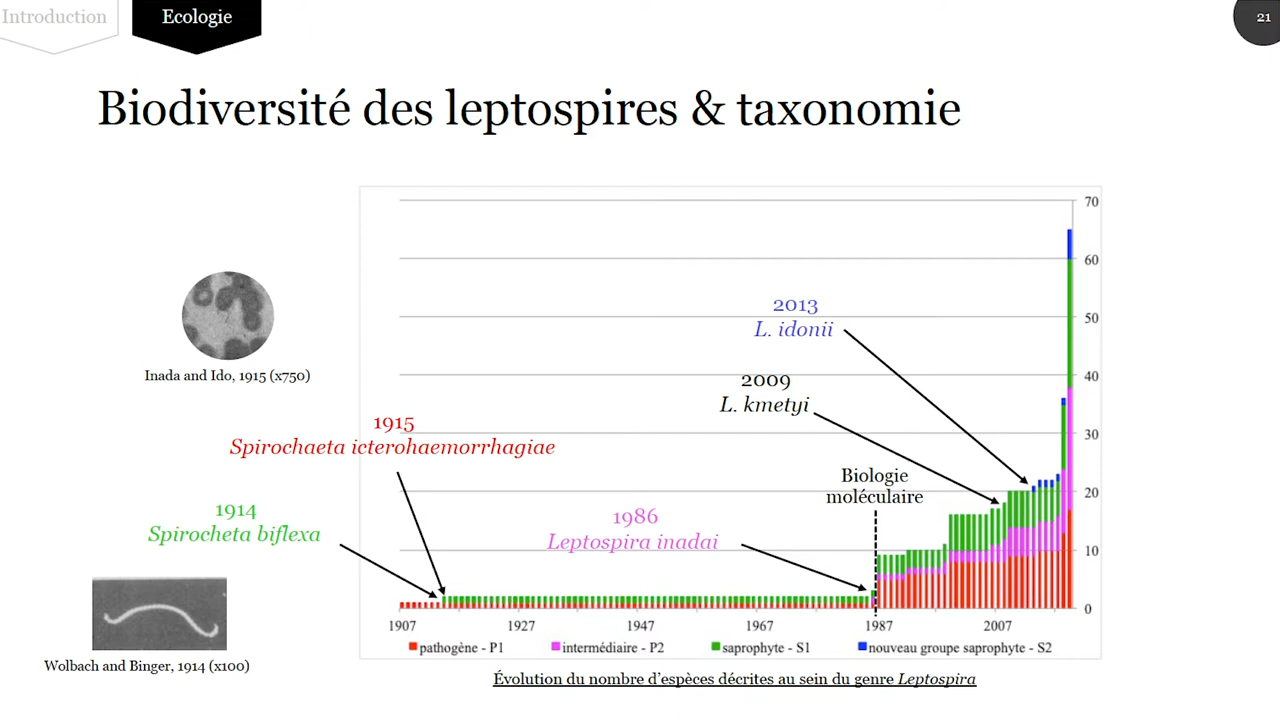 Introduction
Ecologie
21
Biodiversité des leptospires & taxonomie
Inada and Ido, 1915 (x750)
1915
Spirochaeta icterohaemorrhagiae
1914
Spirocheta biflexa
Wolbach and Binger, 1914 (x100)
2013
L. idonii
2009
L. kmetyi
Biologie
moléculaire
1986
Leptospira inadai
70
60
50
40
30
20
10
0
1907 1927 1947 1967 1987 2007
pathogène - P1 intermédiaire - P2 saprophyte - S1 nouveau groupe saprophyte - S2
Évolution du nombre d'espèces décrites au sein du genre Leptospira